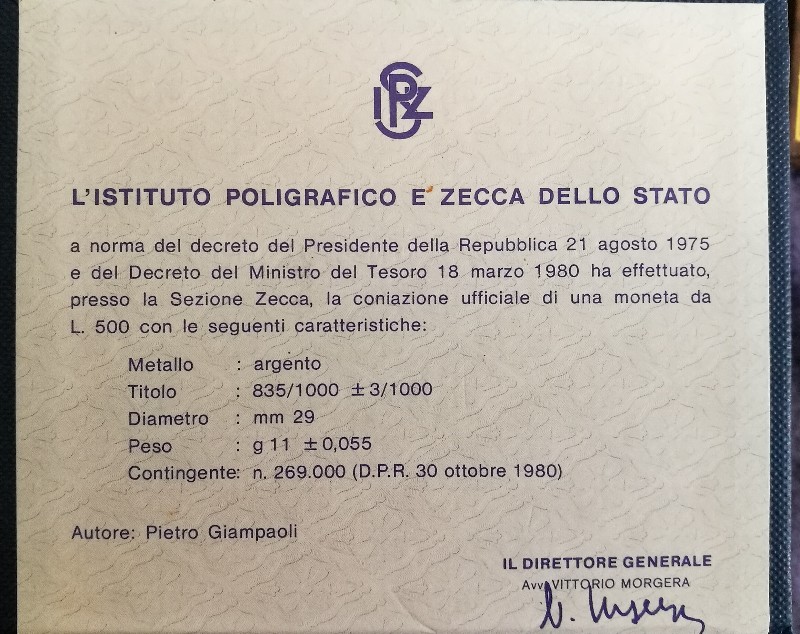 IPZS
L'ISTITUTO POLIGRAFICO E ZECCA DELLO STATO
a norma del decreto del Presidente della Repubblica 21 agosto 1975
e del Decreto del Ministro del Tesoro 18 marzo 1980 ha effettuato,
presso la Sezione Zecca, la coniazione ufficiale di una moneta da
L. 500 con le seguenti caratteristiche:
Metallo : argento
Titolo : 835/1000 ±3/1000
Diametro : mm 29
Peso : g 11 ±0,055
Contingente: n. 269.000 (D.P.R. 30 ottobre 1980)
Autore: Pietro Giampaoli
IL DIRETTORE GENERALE
Avv. VITTORIO MORGERA